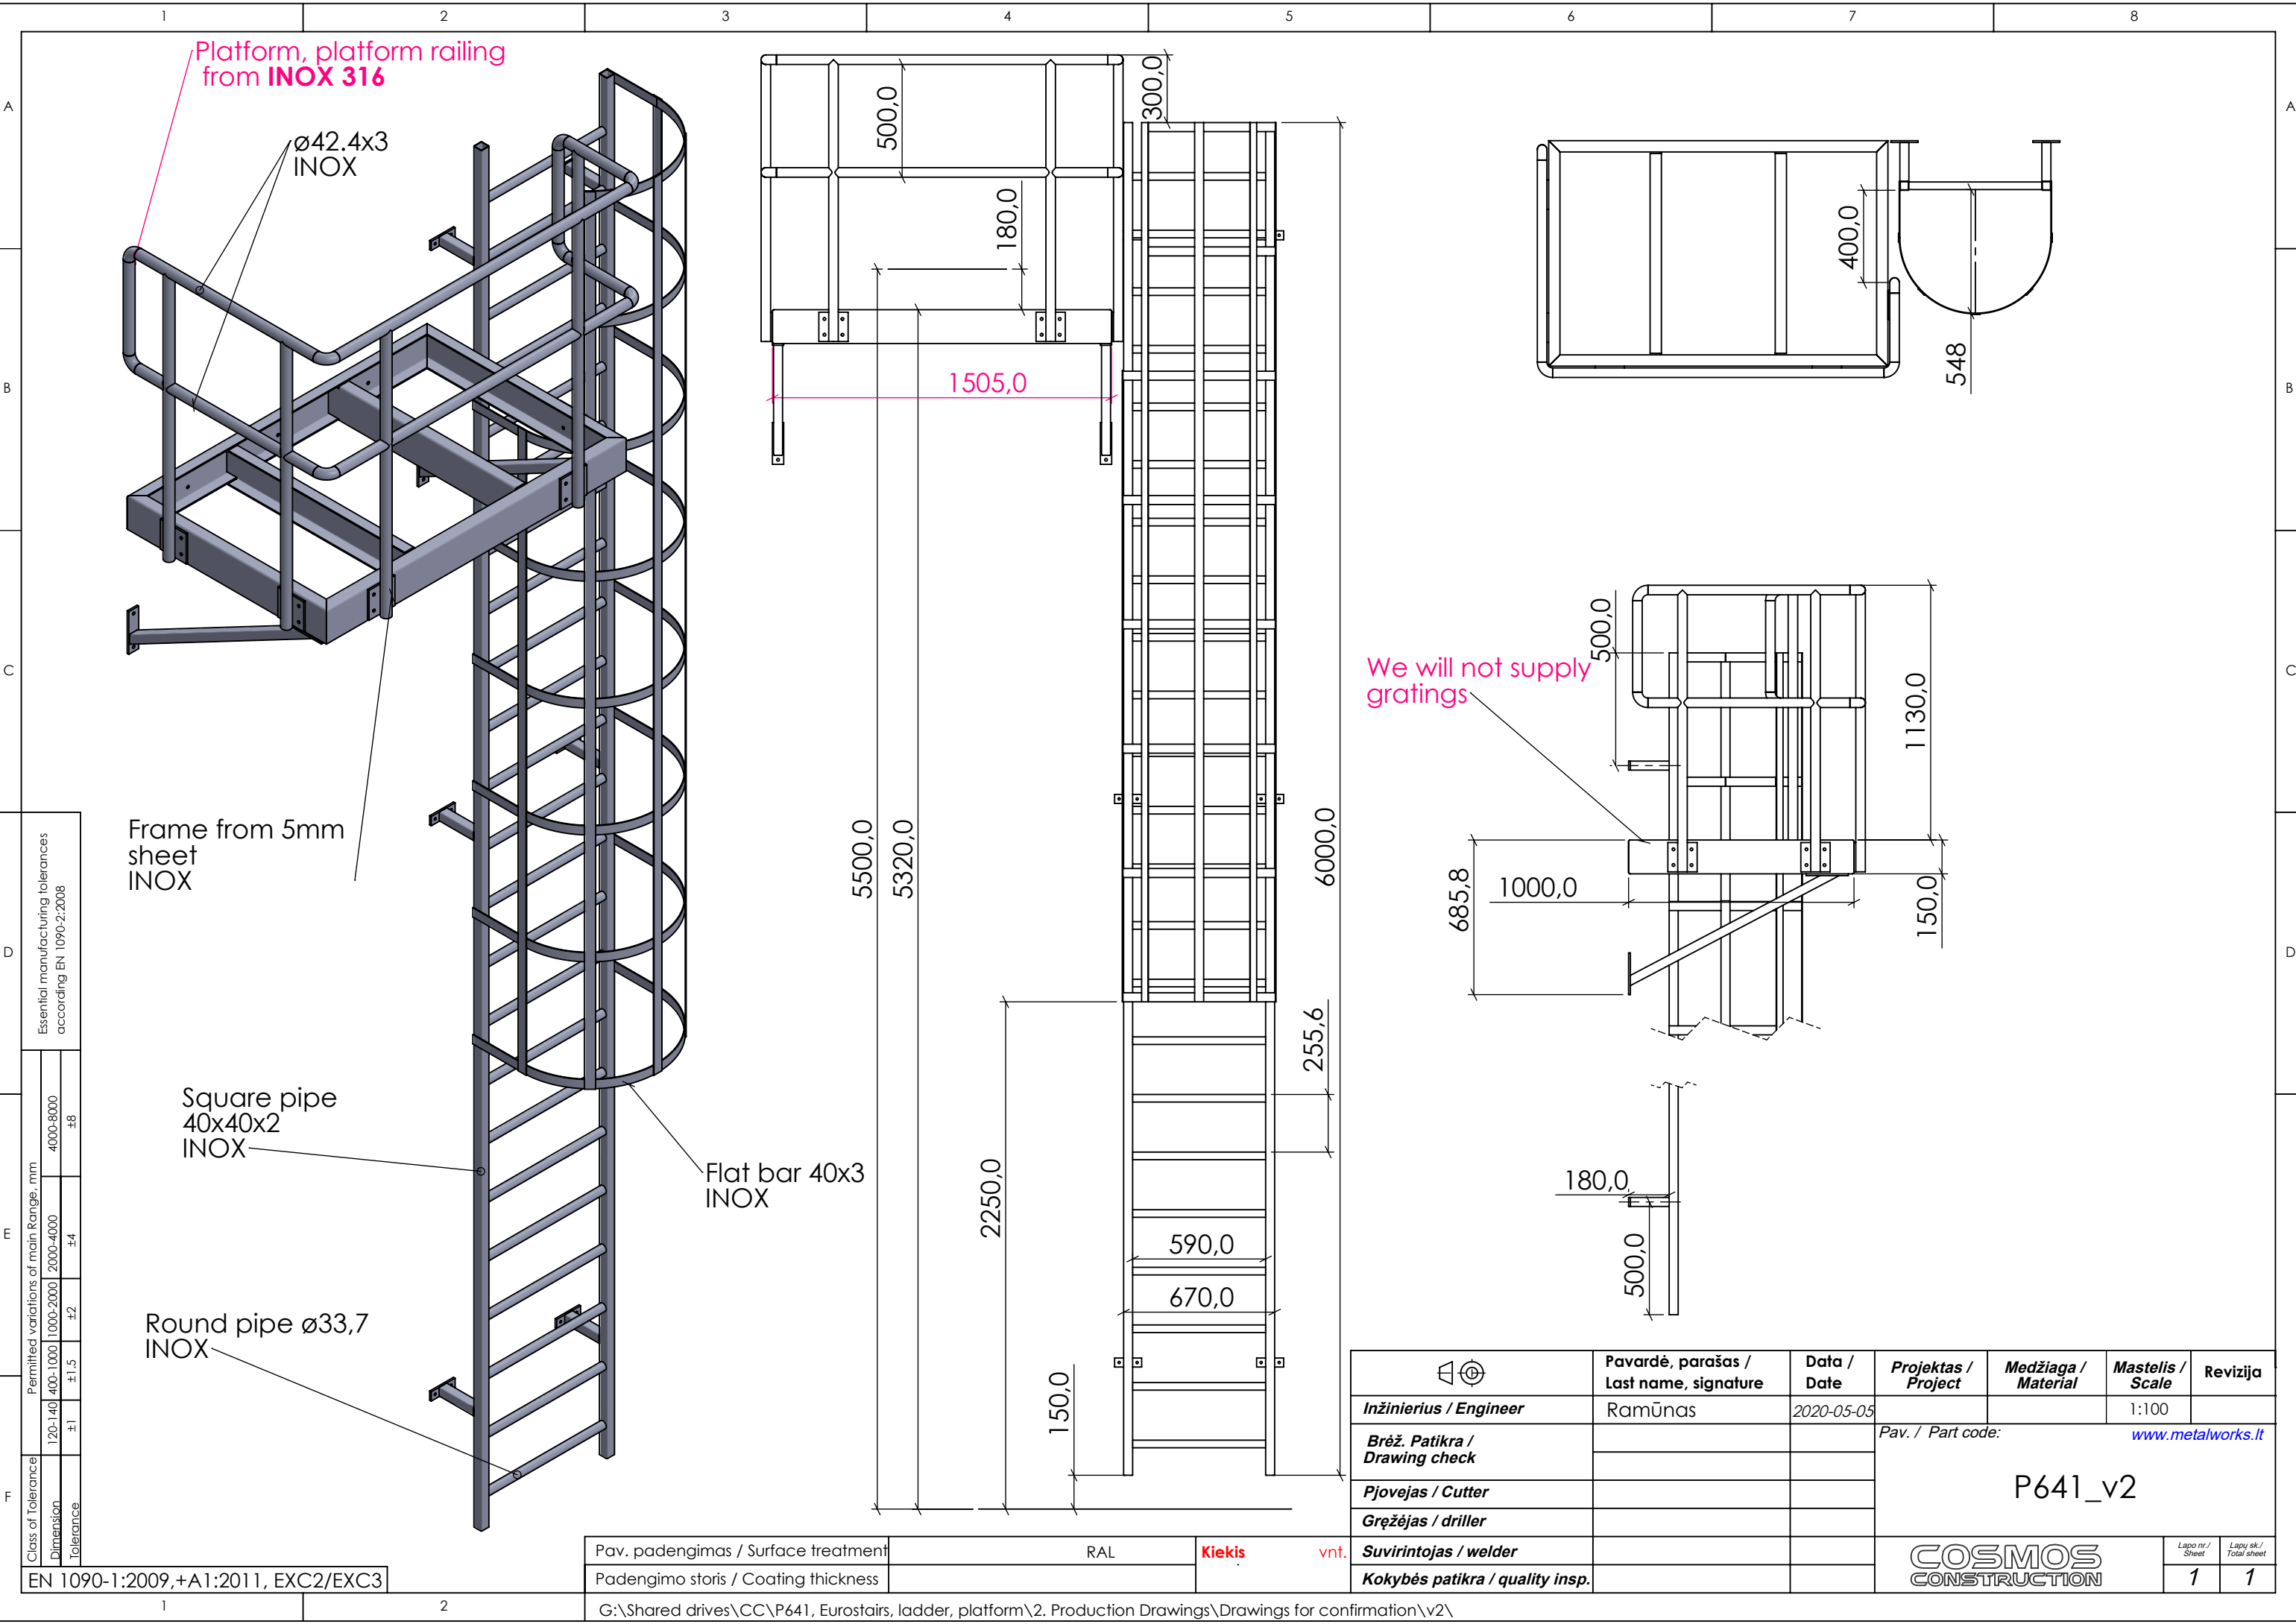 1 2 3 4 5 6 7 8
A
A
B
B
C
C
D
D
E
F
Platform, platform railing
from INOX 316
ø42.4x3
INOX
Frame from 5mm
sheet
INOX
Square pipe
40x40x2
INOX
Flat bar 40x3
INOX
Round pipe ø33,7
INOX
500,0
300,0
180,0
1505,0
5500,0
5320,0
6000,0
2250,0
255,6
590,0
670,0
150,0
400,0
548
We will not supply
gratings
500,0
1130,0
685,8
1000,0
150,0
180,0
500,0
Essential manufacturing tolerances
according EN 1090-2:2008
Permitted variations of main Range, mm
Class of Tolerance
Dimension 120-140 400-1000 1000-2000 2000-4000 4000-8000
Tolerance ±1 ±1.5 ±2 ±4 ±8
EN 1090-1:2009,+A1:2011, EXC2/EXC3
Pav. padengimas / Surface treatment RAL Kiekis vnt.
Padengimo storis / Coating thickness
Pavardė, parašas /
Last name, signature
Data /
Date
Projektas /
Project
Medžiaga /
Material
Mastelis /
Scale
Revizija
Inžinierius / Engineer Ramūnas 2020-05-05 1:100
Brėž. Patikra /
Drawing check
Pjovejas / Cutter
Gręžėjas / driller
Suvirintojas / welder
Kokybės patikra / quality insp.
Pav. / Part code: www.metalworks.lt
P641_v2
COSMOS
CONSTRUCTION
Lapo nr./
Sheet
Lapų sk./
Total sheet
1 1
1 2
G:\Shared drives\CC\P641, Eurostairs, ladder, platform\2. Production Drawings\Drawings for confirmation\v2\